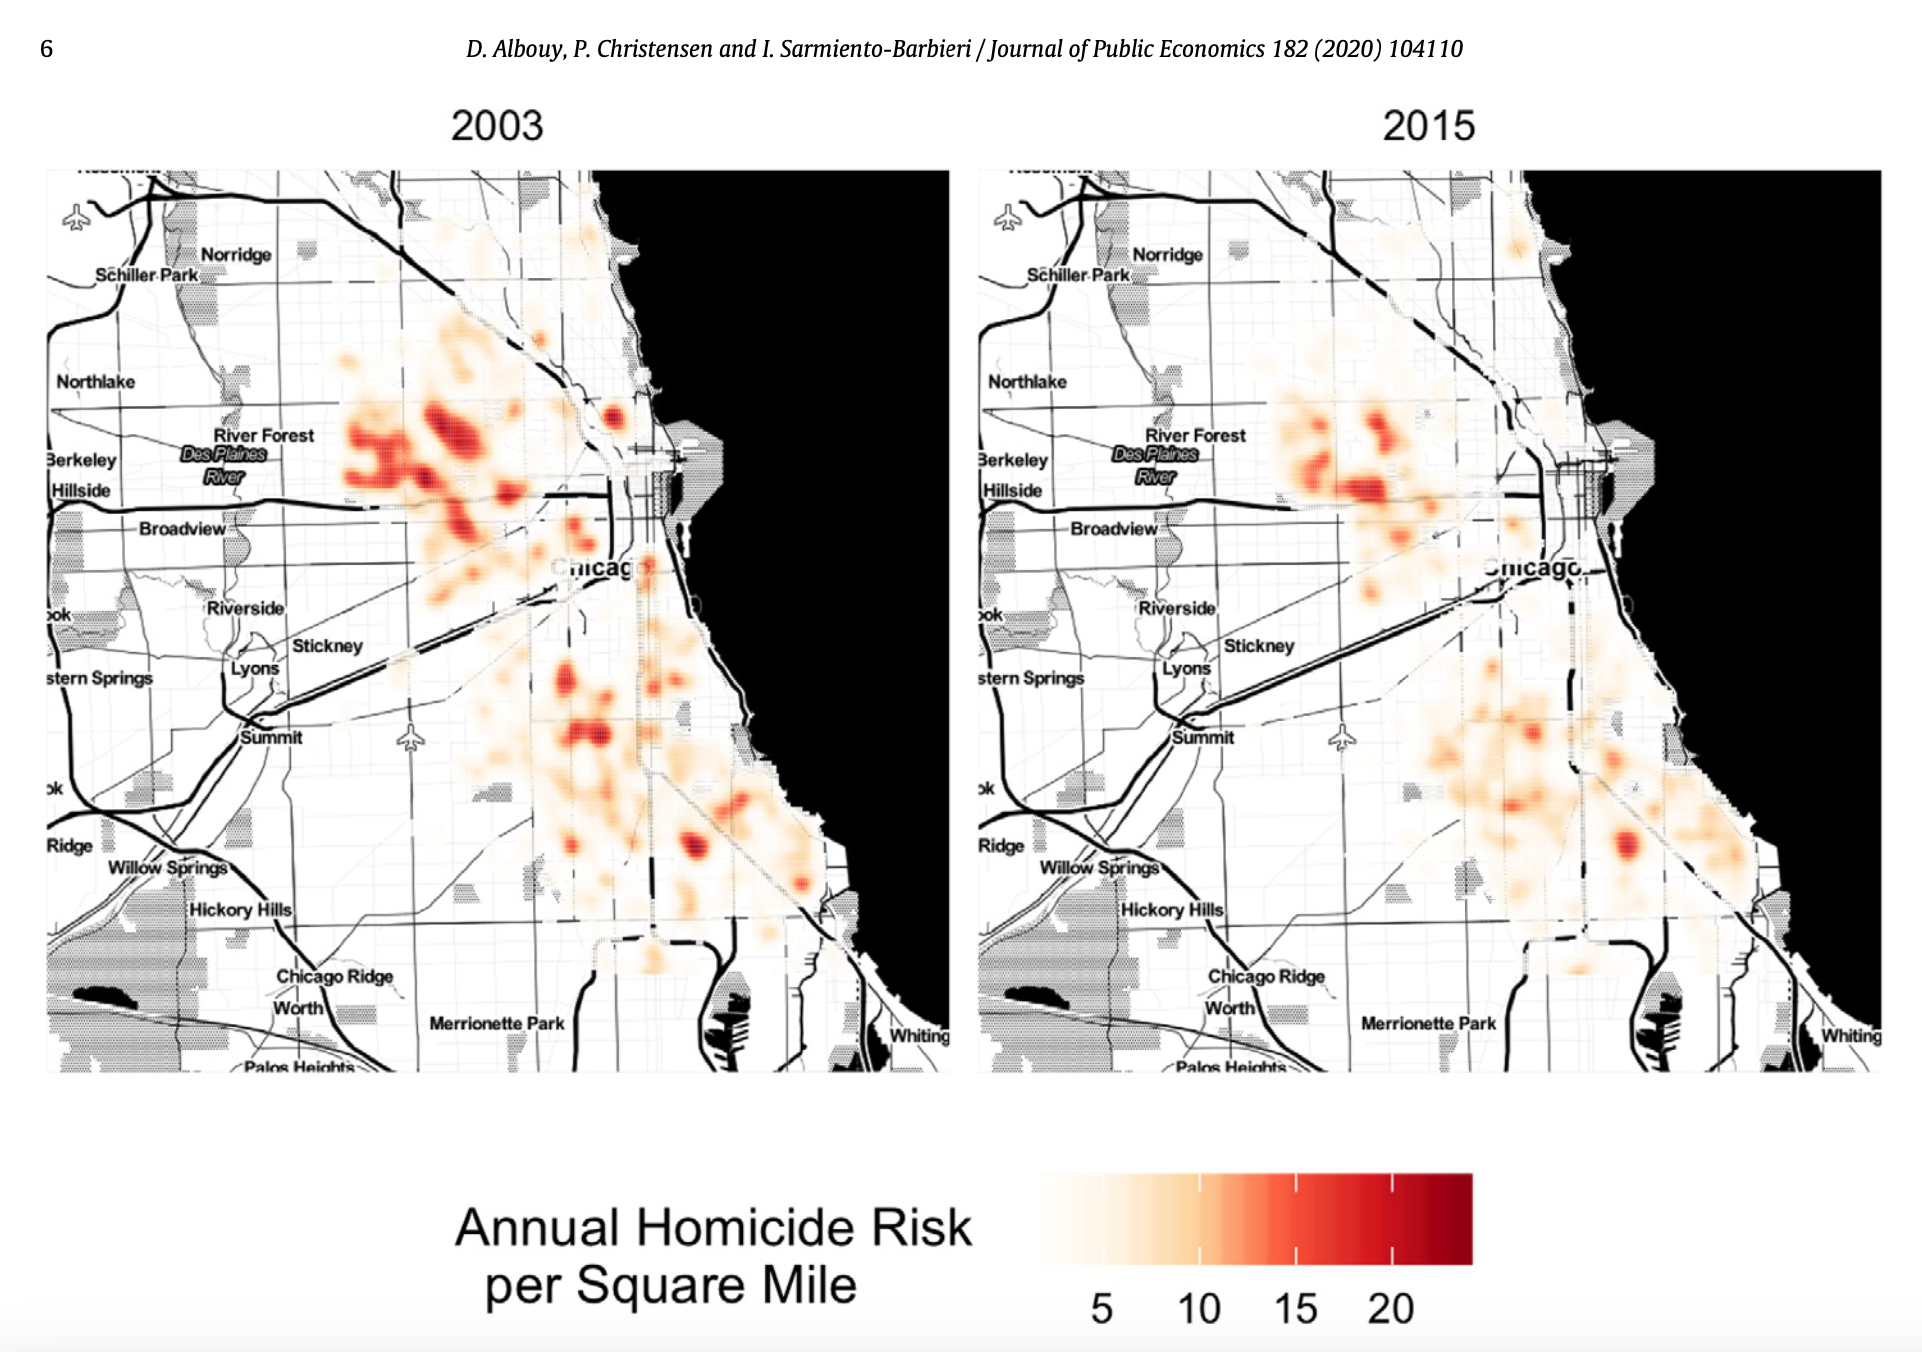 6
D. Albouy, P. Christensen and I. Sarmiento-Barbieri / Journal of Public Economics 182 (2020) 104110
2003
Norridge
Schiller Park
Northlake
River Forest
Des Plaines
River
Berkeley
Hillside
Broadview
Chicago
ok
Riverside
Stickney
Lyons
stern Springs
Summit
ok
Ridge
Willow Springs
Hickory Hills
Chicago Ridge
Worth
Merrionette Park
Whiting
Palos Heights
2015
Norridge
Schiller Park
Northlake
River Forest
Des Plaines
River
Berkeley
Hillside
Broadview
Chicago
ok
Riverside
Stickney
Lyons
stern Springs
Summit
ok
Ridge
Willow Springs
Hickory Hills
Chicago Ridge
Worth
Merrionette Park
Whiting
Palos Heights
Annual Homicide Risk
per Square Mile
5 10 15 20